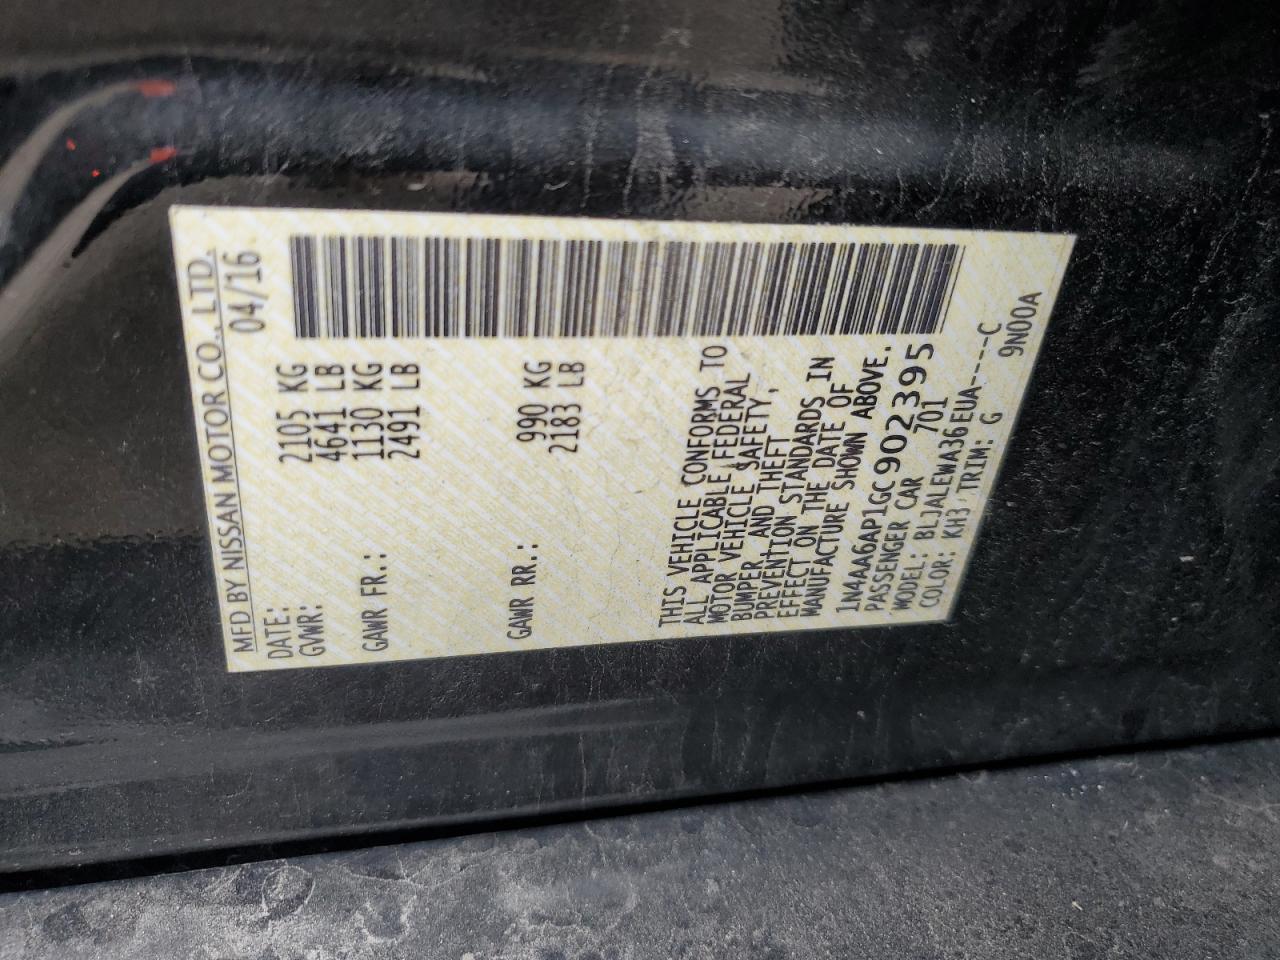 MFD BY NISSAN MOTOR CO., LTD.
DATE: 04/16
GVWR: 2105 KG
4641 LB
GAWR FR.: 1130 KG
2491 LB
GAWR RR.: 990 KG
2183 LB
THIS VEHICLE CONFORMS TO
ALL APPLICABLE FEDERAL
MOTOR VEHICLE SAFETY,
BUMPER, AND THEFT
PREVENTION STANDARDS IN
EFFECT ON THE DATE OF
MANUFACTURE SHOWN ABOVE.
1N4AA6AP1GC902395
PASSENGER CAR 701
MODEL: BLJALEWA36EUA-----C
COLOR: KH3 TRIM: G 9N00A